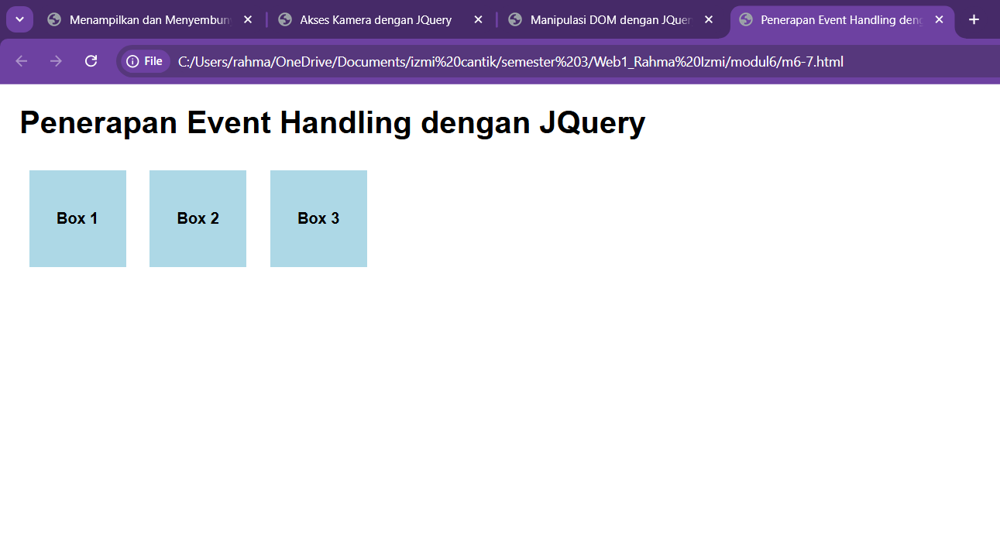 Menampilkan dan Menyembun
Akses Kamera dengan JQuery
Manipulasi DOM dengan JQuer
Penerapan Event Handling deng
File
C:/Users/rahma/OneDrive/Documents/izmi%20cantik/semester%203/Web1_Rahma%20Izmi/modul6/m6-7.html
Penerapan Event Handling dengan JQuery
Box 1
Box 2
Box 3